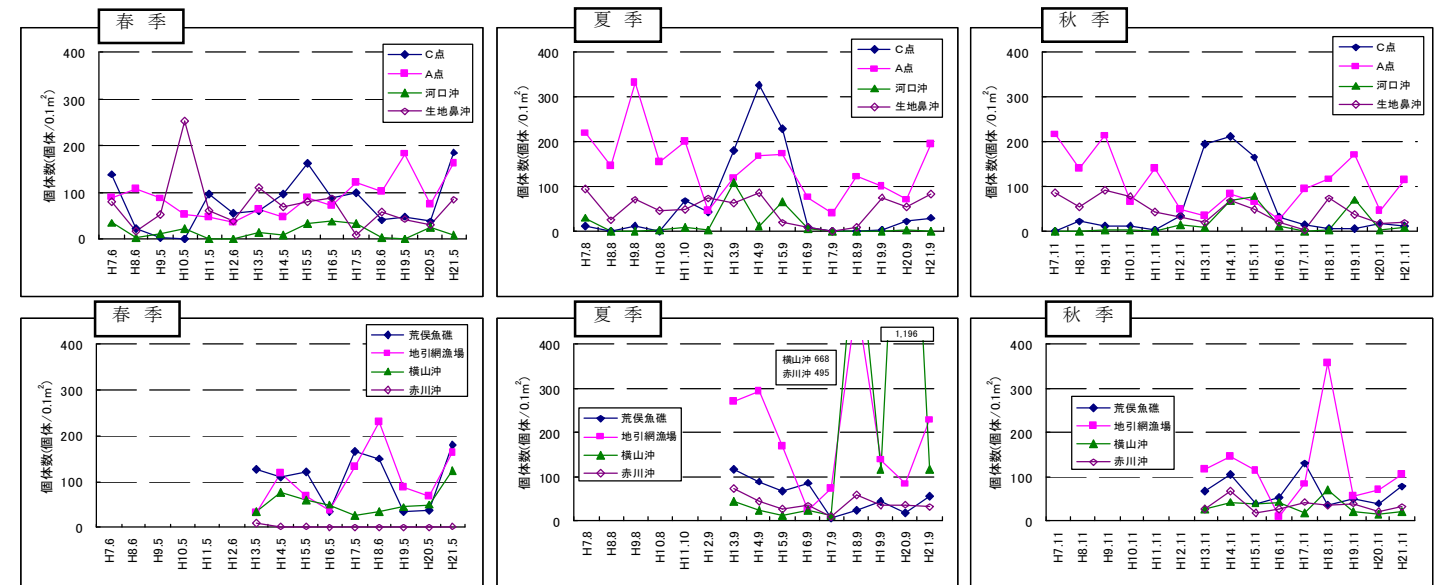 春 季
個体数(個体/0.1m²)
400
300
200
100
0
C点
A点
河口沖
生地鼻沖
H7.6
H8.6
H9.5
H10.5
H11.5
H12.6
H13.5
H14.5
H15.5
H16.5
H17.5
H18.6
H19.5
H20.5
H21.5
夏 季
個体数(個体/0.1m²)
400
300
200
100
0
C点
A点
河口沖
生地鼻沖
H7.8
H8.8
H9.8
H10.8
H11.10
H12.9
H13.9
H14.9
H15.9
H16.9
H17.9
H18.9
H19.9
H20.9
H21.9
秋 季
個体数(個体/0.1m²)
400
300
200
100
0
C点
A点
河口沖
生地鼻沖
H7.11
H8.11
H9.11
H10.11
H11.11
H12.11
H13.11
H14.11
H15.11
H16.11
H17.11
H18.11
H19.11
H20.11
H21.11
春 季
個体数(個体/0.1m²)
400
300
200
100
0
荒俣魚礁
地引網漁場
横山沖
赤川沖
H7.6
H8.6
H9.5
H10.5
H11.5
H12.6
H13.5
H14.5
H15.5
H16.5
H17.5
H18.6
H19.5
H20.5
H21.5
夏 季
個体数(個体/0.1m²)
400
300
200
100
0
横山沖 668
赤川沖 495
1,196
荒俣魚礁
地引網漁場
横山沖
赤川沖
H7.8
H8.8
H9.8
H10.8
H11.10
H12.9
H13.9
H14.9
H15.9
H16.9
H17.9
H18.9
H19.9
H20.9
H21.9
秋 季
個体数(個体/0.1m²)
400
300
200
100
0
荒俣魚礁
地引網漁場
横山沖
赤川沖
H7.11
H8.11
H9.11
H10.11
H11.11
H12.11
H13.11
H14.11
H15.11
H16.11
H17.11
H18.11
H19.11
H20.11
H21.11